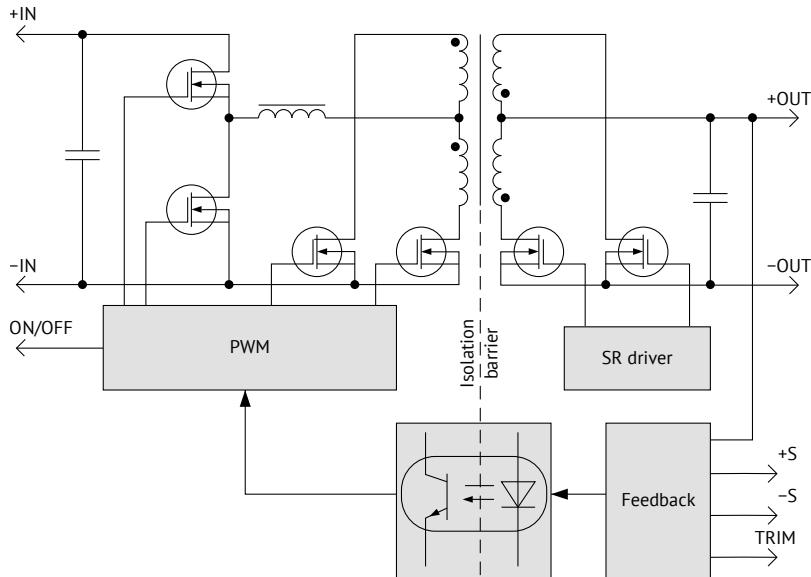 +IN
+OUT
−IN
−OUT
ON/OFF
PWM
Isolation
barrier
SR driver
Feedback
+S
−S
TRIM